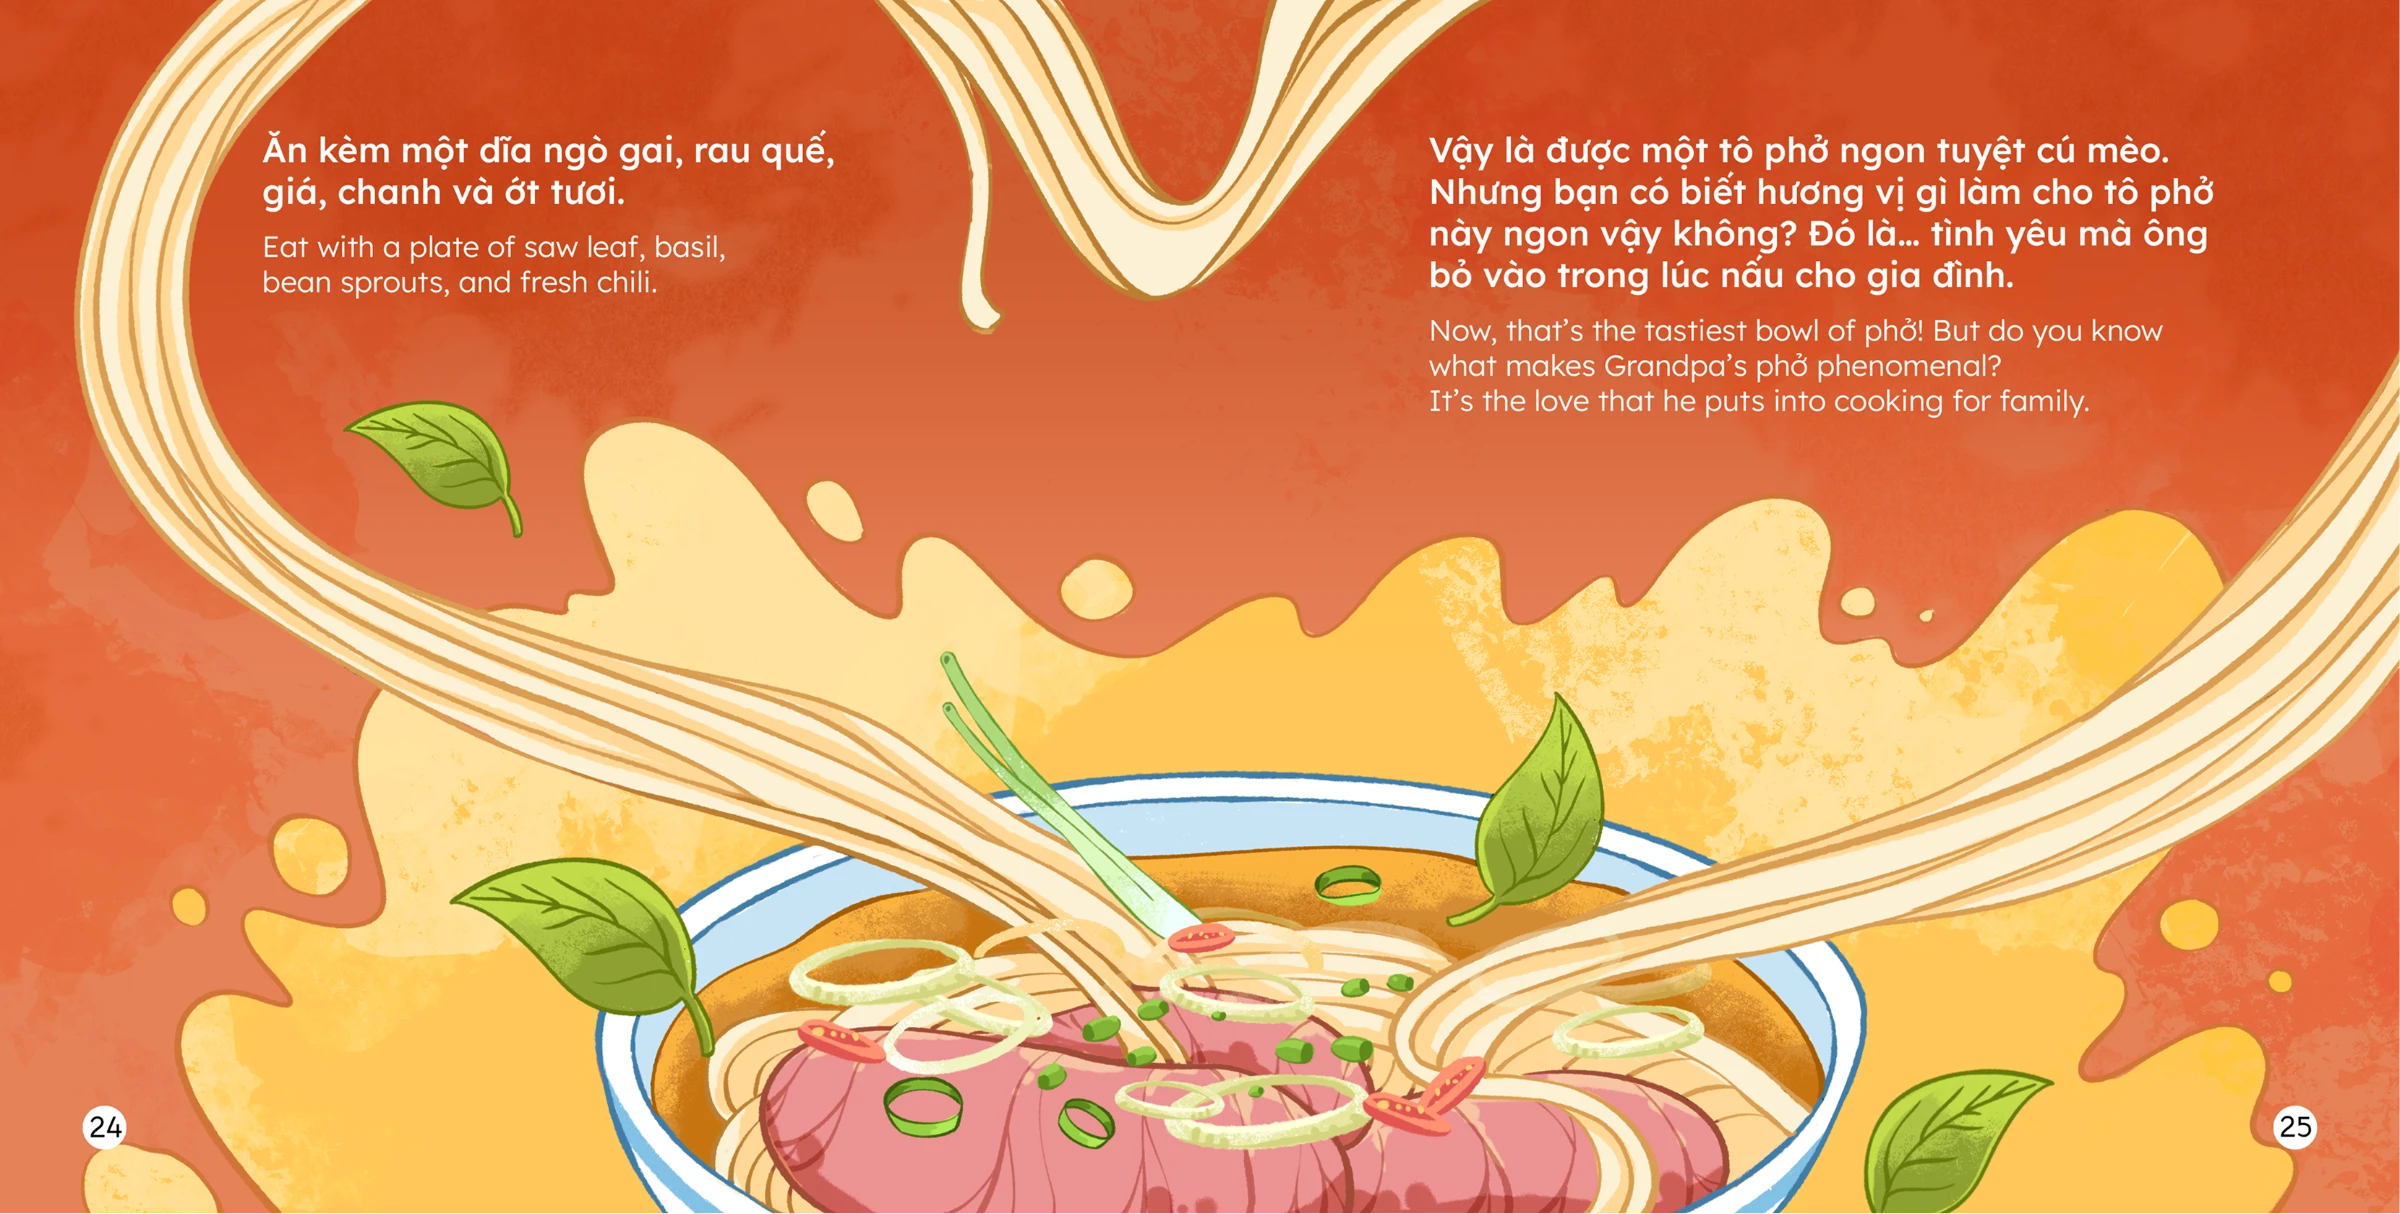 Ăn kèm một dĩa ngò gai, rau quế,
giá, chanh và ớt tươi.
Eat with a plate of saw leaf, basil,
bean sprouts, and fresh chili.
24
Vậy là được một tô phở ngon tuyệt cú mèo.
Nhưng bạn có biết hương vị gì làm cho tô phở
này ngon vậy không? Đó là... tình yêu mà ông
bỏ vào trong lúc nấu cho gia đình.
Now, that’s the tastiest bowl of phở! But do you know
what makes Grandpa’s phở phenomenal?
It’s the love that he puts into cooking for family.
25